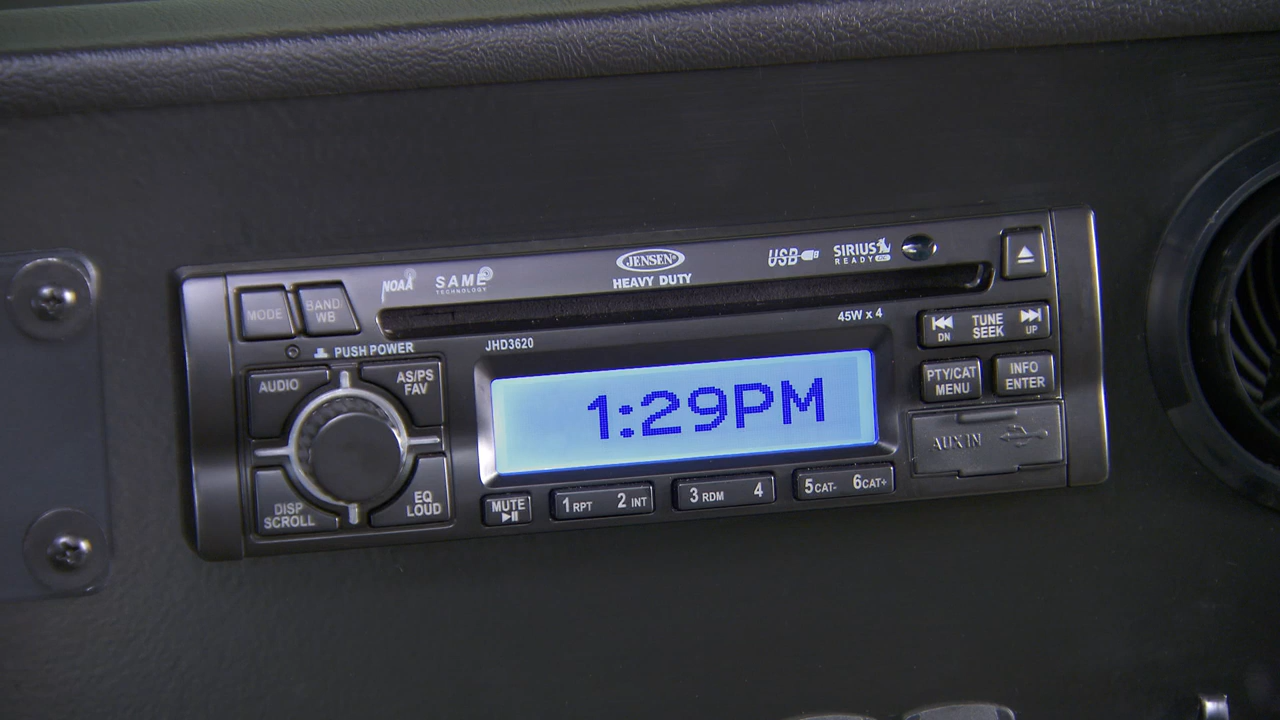 NOAA
SAME
TECHNOLOGY
JENSEN®
HEAVY DUTY
USB
SIRIUS
READY
MODE
BAND
WB
45W x 4
DN
TUNE
SEEK
UP
PUSH POWER
JHD3620
AUDIO
AS/PS
FAV
1:29PM
PTY/CAT
MENU
INFO
ENTER
AUX IN
DISP
SCROLL
EQ
LOUD
MUTE
1 RPT 2 INT
3 RDM 4
5 CAT- 6 CAT+